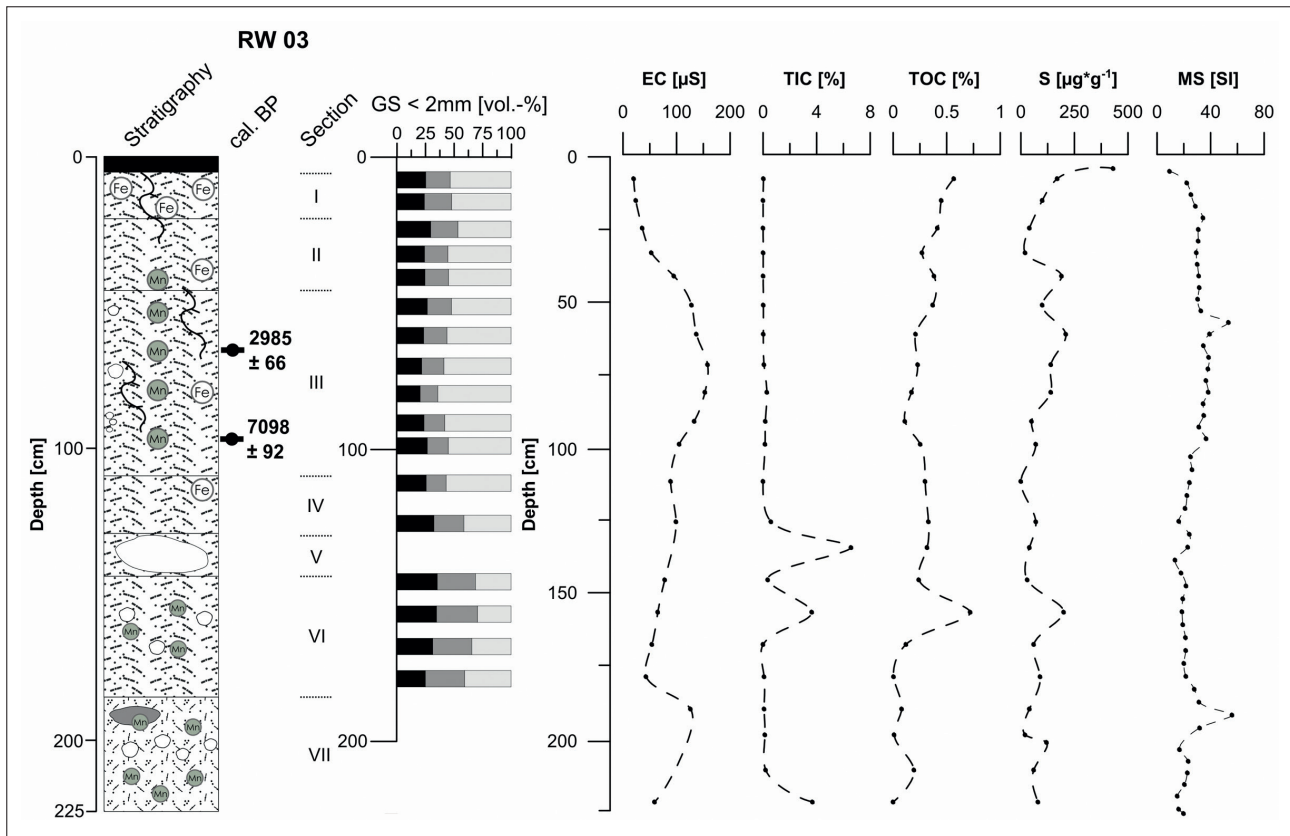 RW 03
Stratigraphy
cal. BP
Section
GS < 2mm [vol.-%]
0 25 50 75 100
EC [µS]
0 100 200
TIC [%]
0 4 8
TOC [%]
0 0.5 1
S [µg*g-1]
0 250 500
MS [SI]
0 40 80
Depth [cm]
0
100
200
225
Fe
Fe
Fe
Fe
Mn
Mn
Mn
Mn
Fe
Mn
Fe
Mn
Mn
Mn
Mn
Mn
Mn
Mn
Mn
2985
± 66
7098
± 92
I
II
III
IV
V
VI
VII
0
100
200
Depth [cm]
0
50
100
150
200